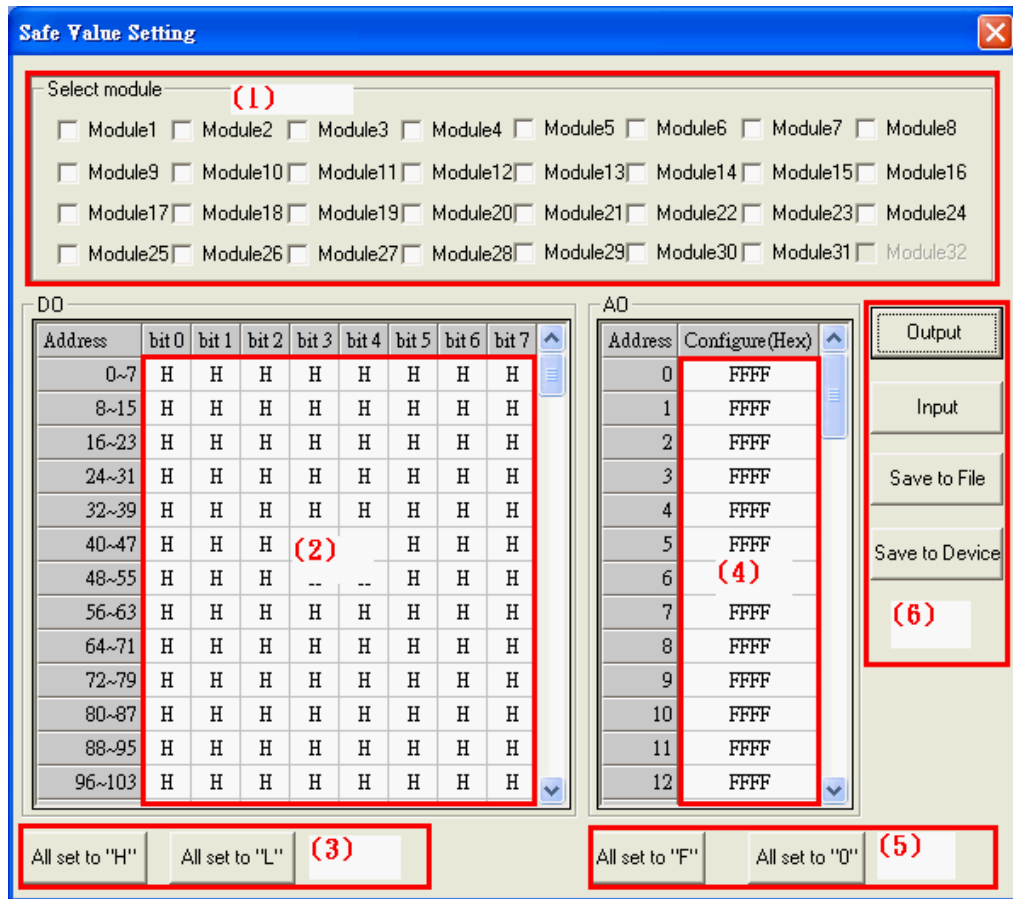 Safe Value Setting
Select module
(1)
Module1 Module2 Module3 Module4 Module5 Module6 Module7 Module8
Module9 Module10 Module11 Module12 Module13 Module14 Module15 Module16
Module17 Module18 Module19 Module20 Module21 Module22 Module23 Module24
Module25 Module26 Module27 Module28 Module29 Module30 Module31 Module32
DO
Address bit 0 bit 1 bit 2 bit 3 bit 4 bit 5 bit 6 bit 7
0~7 H H H H H H H H
8~15 H H H H H H H H
16~23 H H H H H H H H
24~31 H H H H H H H H
32~39 H H H H H H H H
40~47 H H H (2) H H H
48~55 H H H H H H
56~63 H H H H H H H H
64~71 H H H H H H H H
72~79 H H H H H H H H
80~87 H H H H H H H H
88~95 H H H H H H H H
96~103 H H H H H H H H
All set to "H" All set to "L" (3)
AO
Address Configure(Hex)
0 FFFF
1 FFFF
2 FFFF
3 FFFF
4 FFFF
5 FFFF
6 (4)
7 FFFF
8 FFFF
9 FFFF
10 FFFF
11 FFFF
12 FFFF
All set to "F" All set to "0" (5)
Output
Input
Save to File
Save to Device
(6)